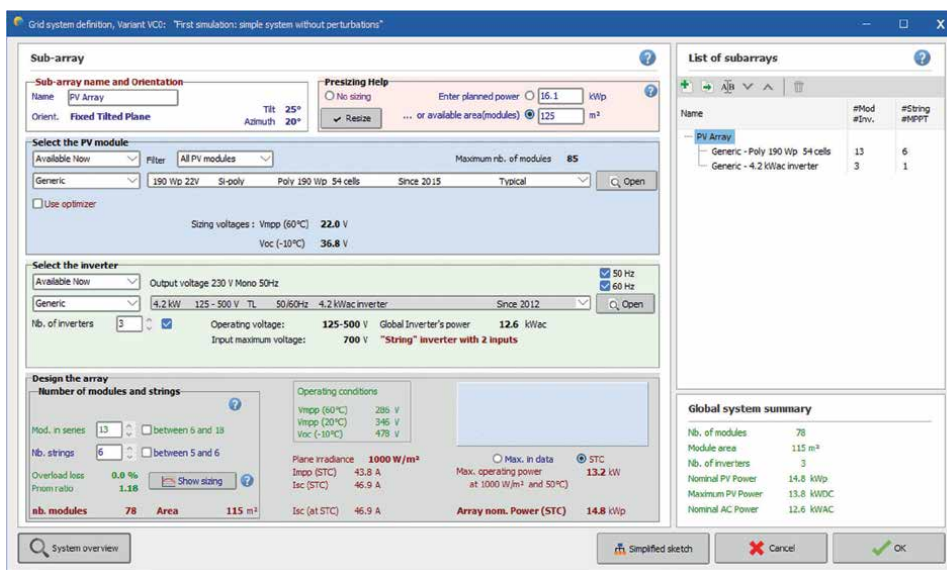 Grid system definition, Variant VC0: "First simulation: simple system without perturbations"
Sub-array
Sub-array name and Orientation
Name PV Array
Orient. Fixed Tilted Plane Tilt 25°
Azimuth 20°
Presizing Help
No sizing Enter planned power 16.1 kWp
Resize ... or available area(modules) 125 m²
Select the PV module
Available Now Filter All PV modules Maximum nb. of modules 85
Generic 190 Wp 22V Si-poly Poly 190 Wp 54 cells Since 2015 Typical Open
Use optimizer
Sizing voltages : Vmpp (60°C) 22.0 V
Voc (-10°C) 36.8 V
Select the inverter
Available Now Output voltage 230 V Mono 50Hz 50 Hz
60 Hz
Generic 4.2 kW 125 - 500 V TL 50/60Hz 4.2 kWac inverter Since 2012 Open
Nb. of inverters 3 Operating voltage: 125-500 V Global Inverter's power 12.6 kWac
Input maximum voltage: 700 V "String" inverter with 2 inputs
Design the array
Number of modules and strings
Mod. in series 13 between 6 and 18
Nb. strings 6 between 5 and 6
Overload loss 0.0 %
Pnom ratio 1.18 Show sizing
nb. modules 78 Area 115 m²
Operating conditions
Vmpp (60°C) 286 V
Vmpp (20°C) 346 V
Voc (-10°C) 478 V
Plane irradiance 1000 W/m²
Impp (STC) 43.8 A
Isc (STC) 46.9 A
Isc (at STC) 46.9 A
Max. in data STC
Max. operating power 13.2 kW
at 1000 W/m² and 50°C)
Array nom. Power (STC) 14.8 kWp
List of subarrays
Name #Mod #String
#Inv. #MPPT
PV Array
Generic - Poly 190 Wp 54 cells 13 6
Generic - 4.2 kWac inverter 3 1
Global system summary
Nb. of modules 78
Module area 115 m²
Nb. of inverters 3
Nominal PV Power 14.8 kWp
Maximum PV Power 13.8 kWDC
Nominal AC Power 12.6 kWAC
System overview Simplified sketch Cancel OK